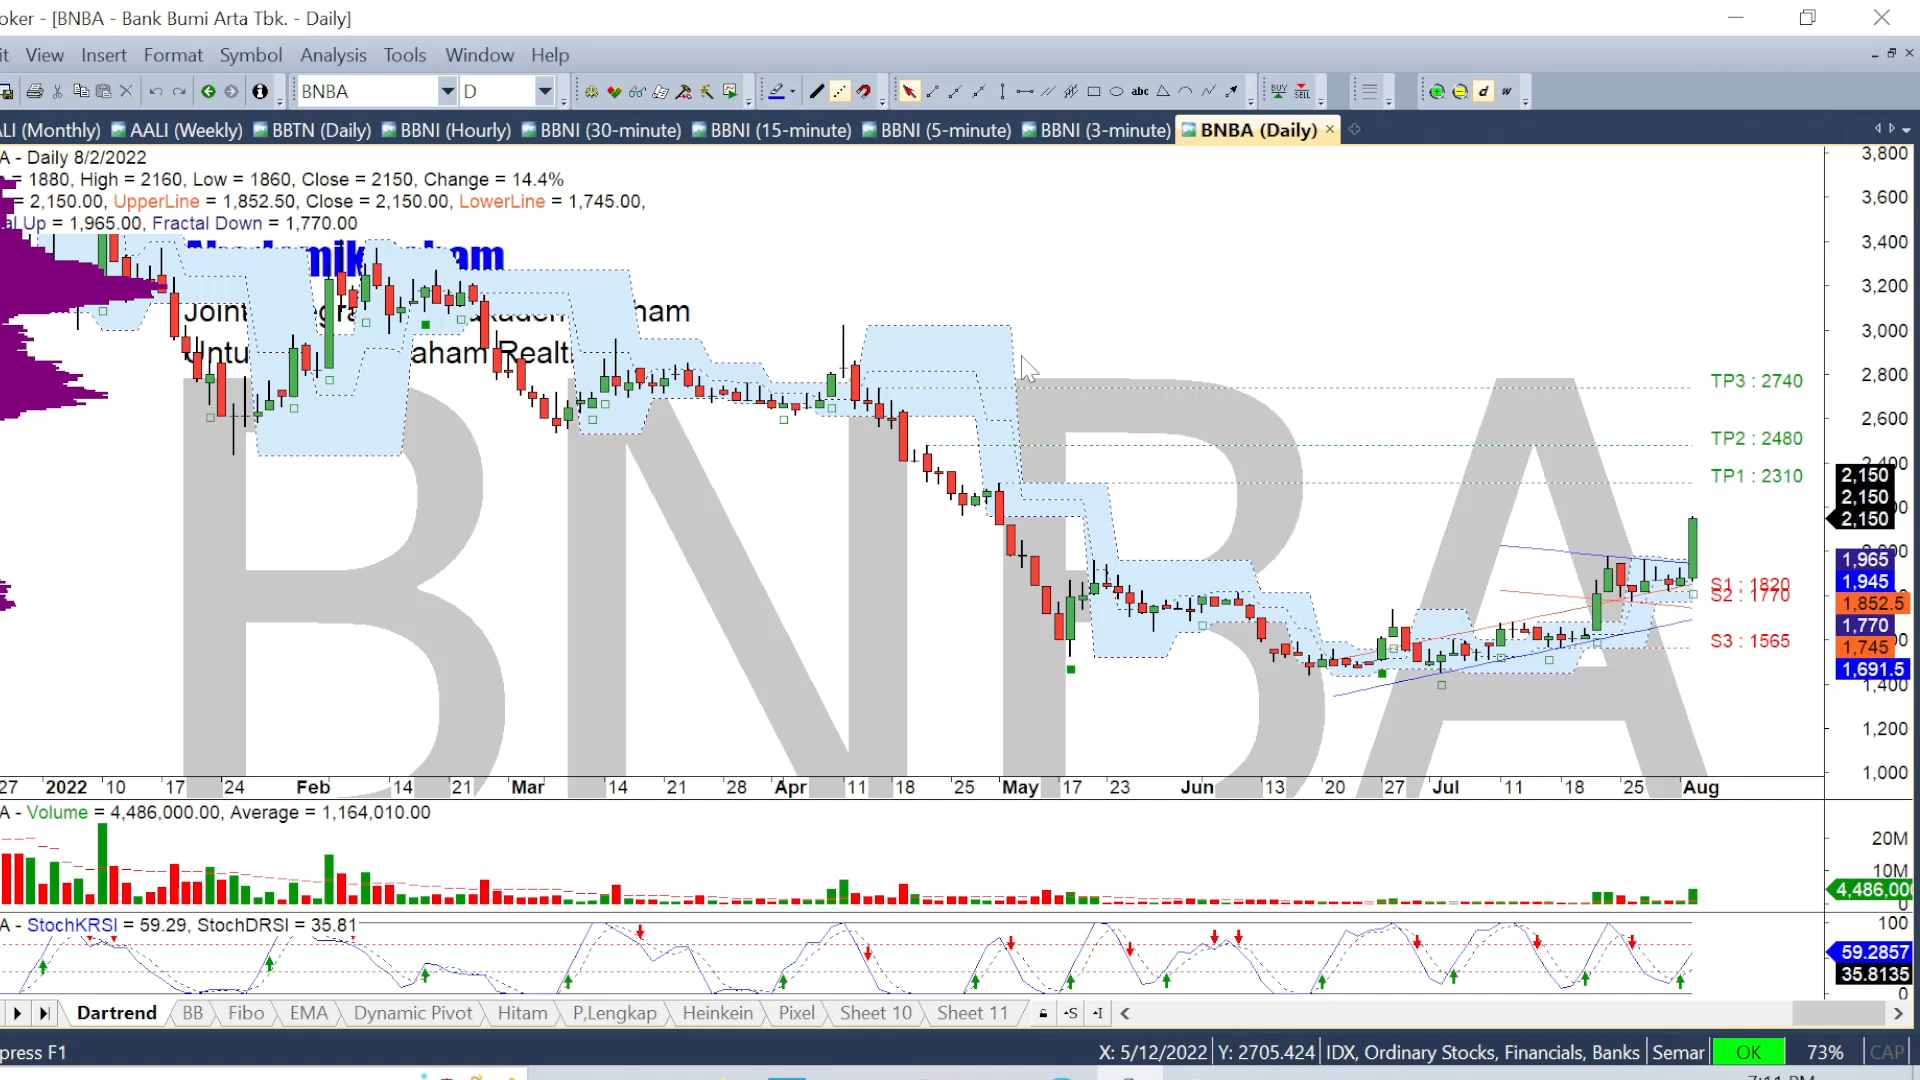 oker - [BNBA - Bank Bumi Arta Tbk. - Daily]
it View Insert Format Symbol Analysis Tools Window Help
BNBA D abc BUY SELL d w
ALI (Monthly) AALI (Weekly) BBTN (Daily) BBNI (Hourly) BBNI (30-minute) BBNI (15-minute) BBNI (5-minute) BBNI (3-minute) BNBA (Daily)
A - Daily 8/2/2022
= 1880, High = 2160, Low = 1860, Close = 2150, Change = 14.4%
= 2,150.00, UpperLine = 1,852.50, Close = 2,150.00, LowerLine = 1,745.00,
al Up = 1,965.00, Fractal Down = 1,770.00
BNBA
TP3 : 2740
TP2 : 2480
TP1 : 2310
S1 : 1820
S2 : 1770
S3 : 1565
3,800
3,600
3,400
3,200
3,000
2,800
2,600
2,400
2,150
2,150
2,150
1,965
1,945
1,852.5
1,770
1,745
1,691.5
1,400
1,200
1,000
27 2022 10 17 24 Feb 14 21 Mar 14 21 28 Apr 11 18 25 May 17 23 Jun 13 20 27 Jul 11 18 25 Aug
A - Volume = 4,486,000.00, Average = 1,164,010.00
20M
10M
4,486,000
0
A - StochKRSI = 59.29, StochDRSI = 35.81
100
59.2857
35.8135
0
Dartrend BB Fibo EMA Dynamic Pivot Hitam P,Lengkap Heinkein Pixel Sheet 10 Sheet 11
press F1 X: 5/12/2022 Y: 2705.424 IDX, Ordinary Stocks, Financials, Banks Semar OK 73% CAP